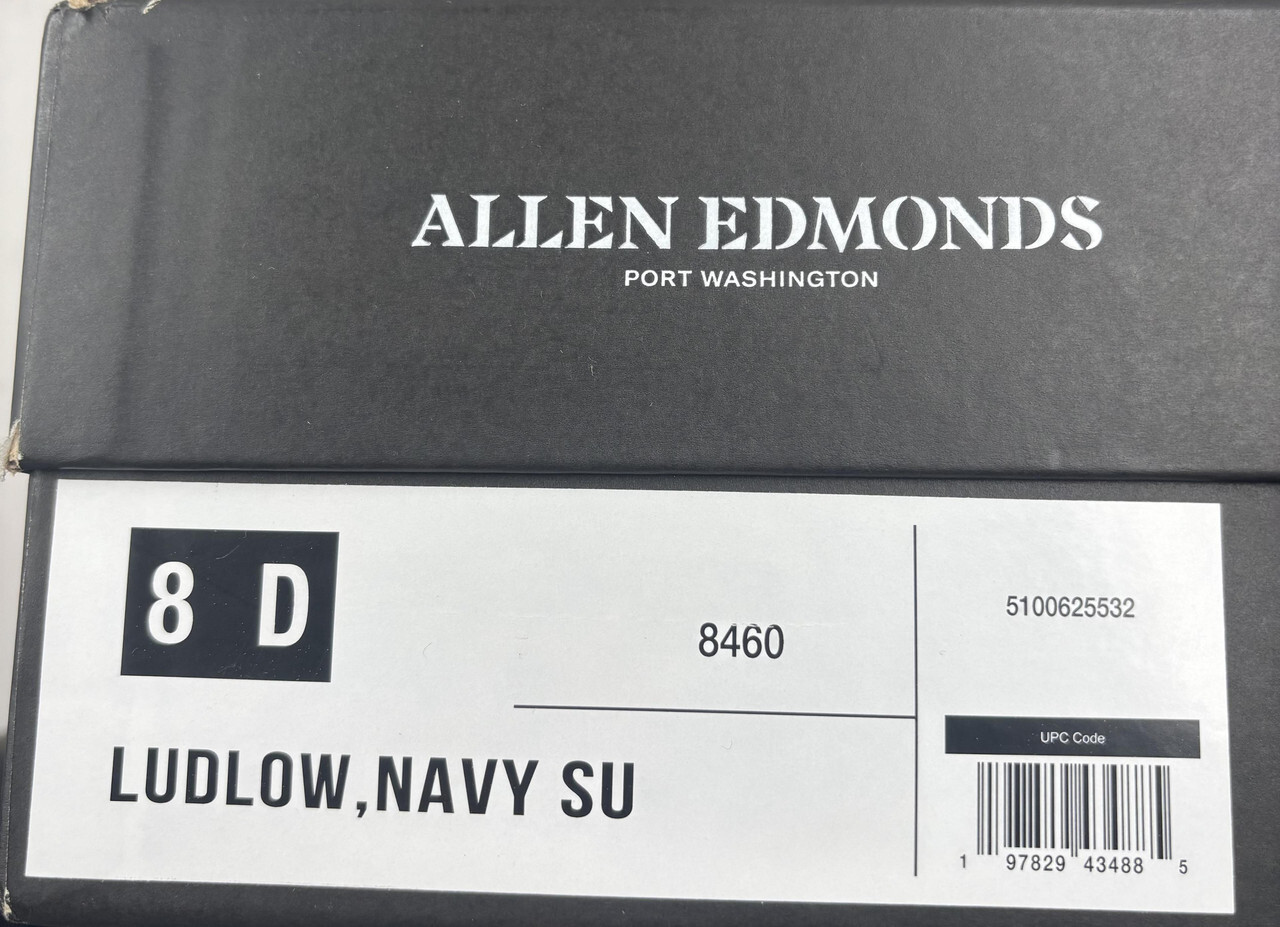 ALLEN EDMONDS
PORT WASHINGTON
8 D
8460
5100625532
LUDLOW,NAVY SU
UPC Code
1 97829 43488 5